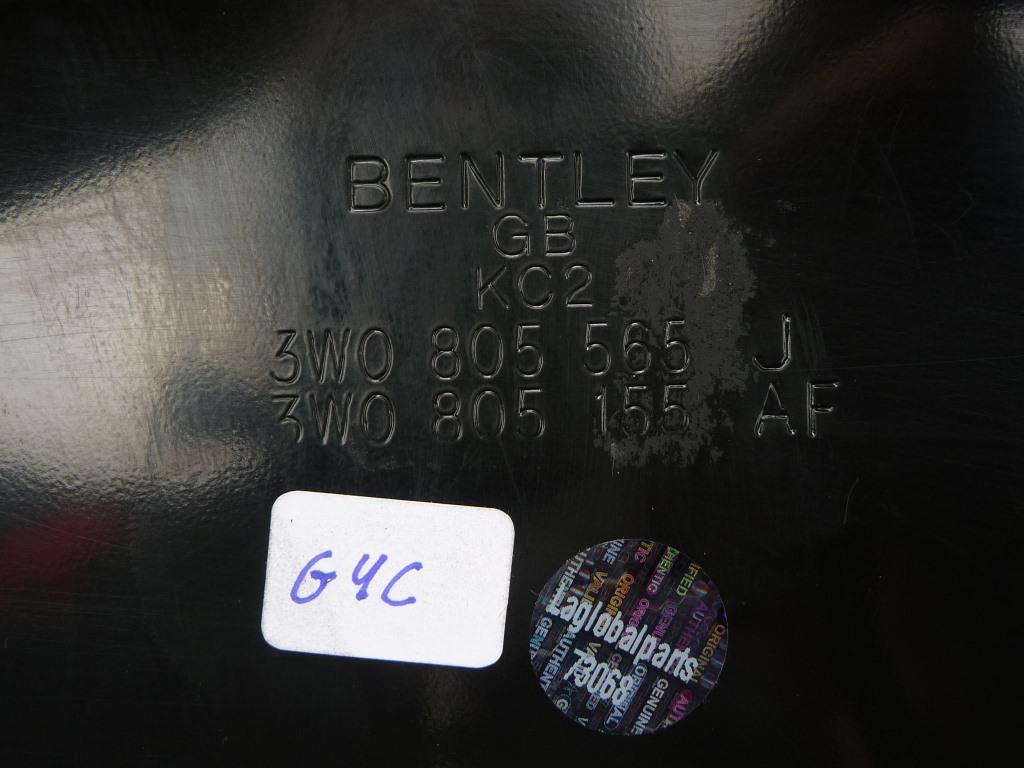 BENTLEY
GB
KC2
3W0 805 565 J
3W0 805 155 AF
G4C
laglobalparts
73068